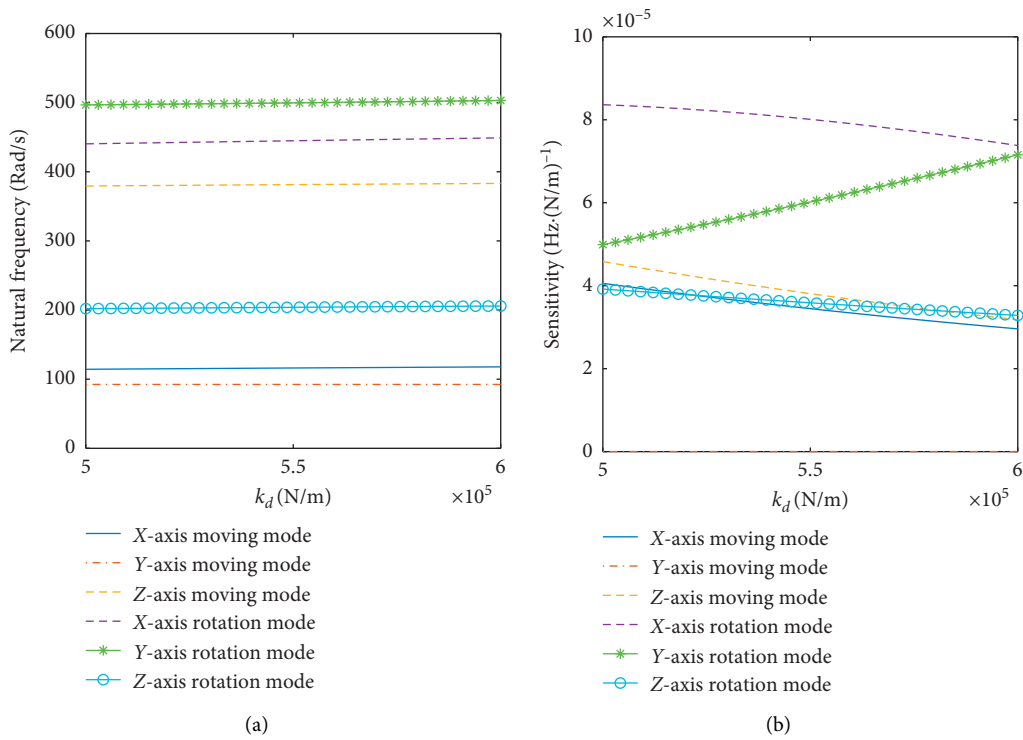 600
500
400
300
200
100
0
Natural frequency (Rad/s)
5
5.5
6
k_d (N/m)
×10^5
X-axis moving mode
Y-axis moving mode
Z-axis moving mode
X-axis rotation mode
Y-axis rotation mode
Z-axis rotation mode
(a)
×10^−5
10
8
6
4
2
0
Sensitivity (Hz·(N/m)^−1)
5
5.5
6
k_d (N/m)
×10^5
X-axis moving mode
Y-axis moving mode
Z-axis moving mode
X-axis rotation mode
Y-axis rotation mode
Z-axis rotation mode
(b)